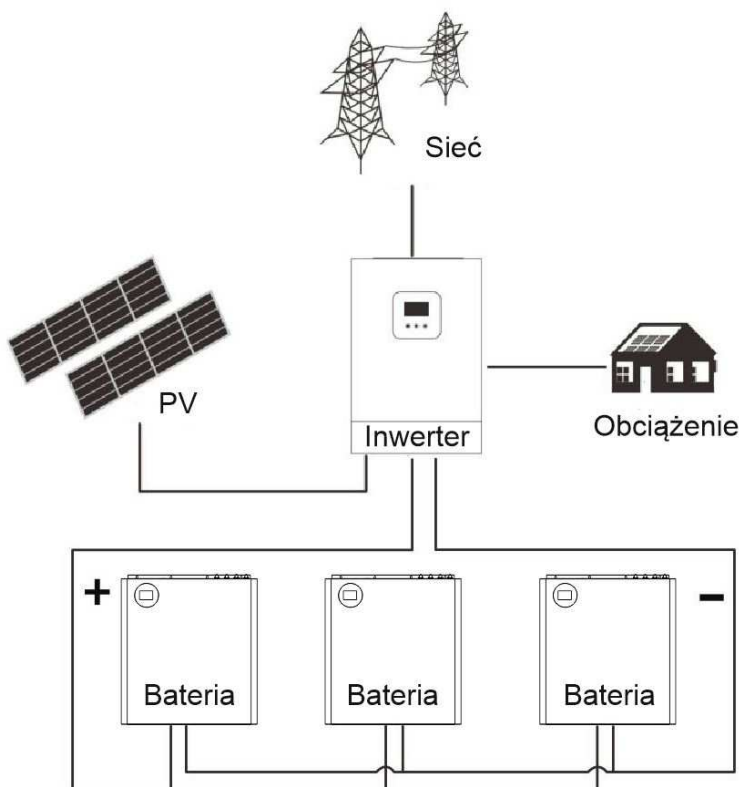 Sieć
PV
Inwerter
Obciążenie
+
−
Bateria
Bateria
Bateria